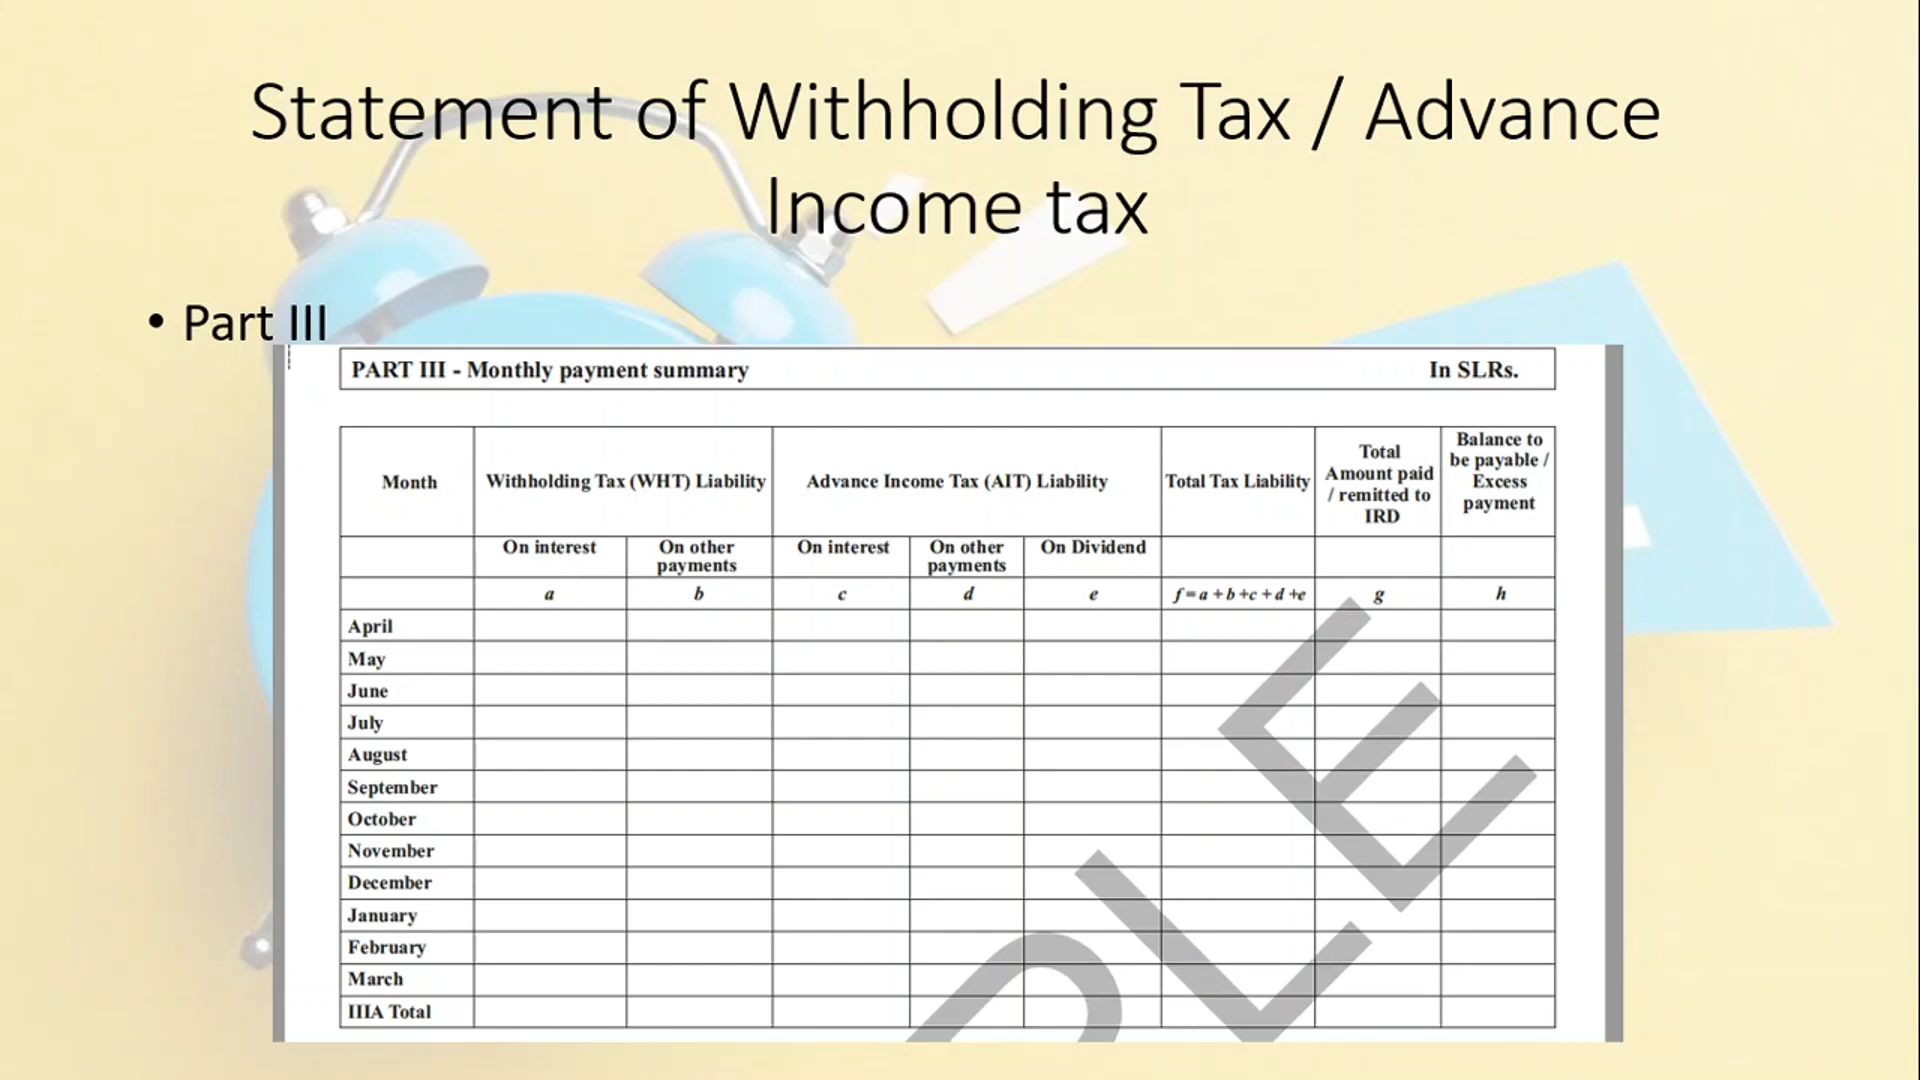 Statement of Withholding Tax / Advance
Income tax
• Part III
PART III - Monthly payment summary In SLRs.
Month Withholding Tax (WHT) Liability Advance Income Tax (AIT) Liability Total Tax Liability Total Amount paid / remitted to IRD Balance to be payable / Excess payment
On interest On other payments On interest On other payments On Dividend
a b c d e f = a + b +c + d +e g h
April
May
June
July
August
September
October
November
December
January
February
March
IIIA Total
PLE